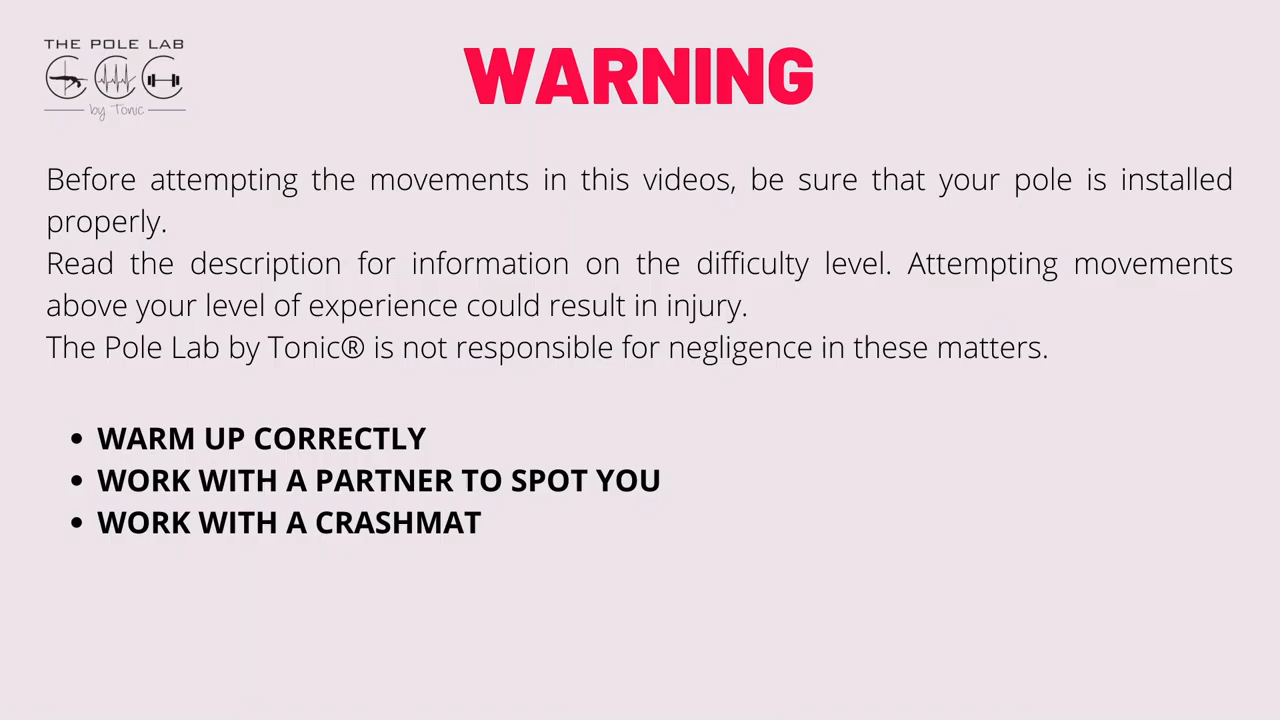 THE POLE LAB
by Tonic
WARNING
Before attempting the movements in this videos, be sure that your pole is installed
properly.
Read the description for information on the difficulty level. Attempting movements
above your level of experience could result in injury.
The Pole Lab by Tonic® is not responsible for negligence in these matters.
• WARM UP CORRECTLY
• WORK WITH A PARTNER TO SPOT YOU
• WORK WITH A CRASHMAT